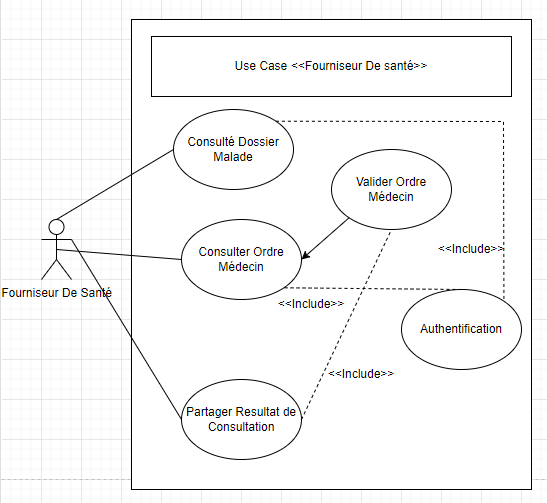 Use Case <<Fourniseur De santé>>
Consulté Dossier
Malade
Valider Ordre
Médecin
Consulter Ordre
Médecin
<<Include>>
Fourniseur De Santé
<<Include>>
Authentification
<<Include>>
Partager Resultat de
Consultation